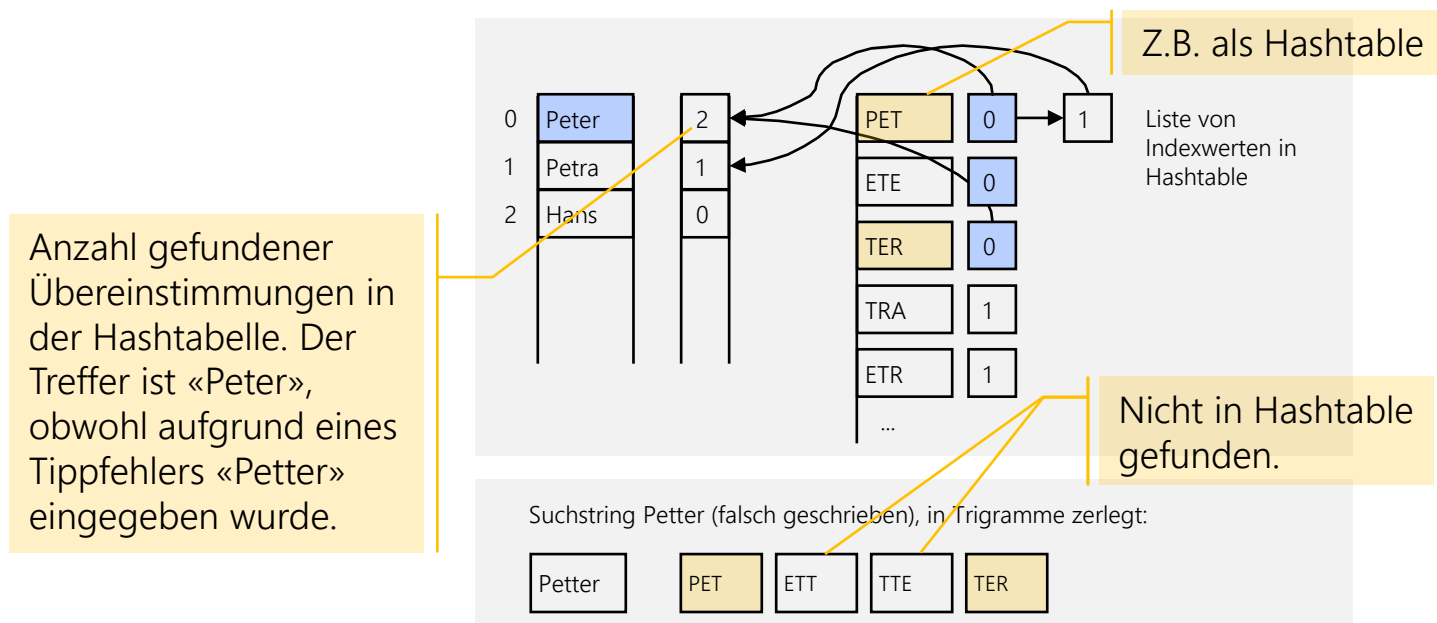 Z.B. als Hashtable
0 Peter 2 PET 0 1
Liste von
Indexwerten in
Hashtable
1 Petra 1 ETE 0
2 Hans 0 TER 0
TRA 1
ETR 1
...
Anzahl gefundener
Übereinstimmungen in
der Hashtabelle. Der
Treffer ist «Peter»,
obwohl aufgrund eines
Tippfehlers «Petter»
eingegeben wurde.
Nicht in Hashtable
gefunden.
Suchstring Petter (falsch geschrieben), in Trigramme zerlegt:
Petter PET ETT TTE TER